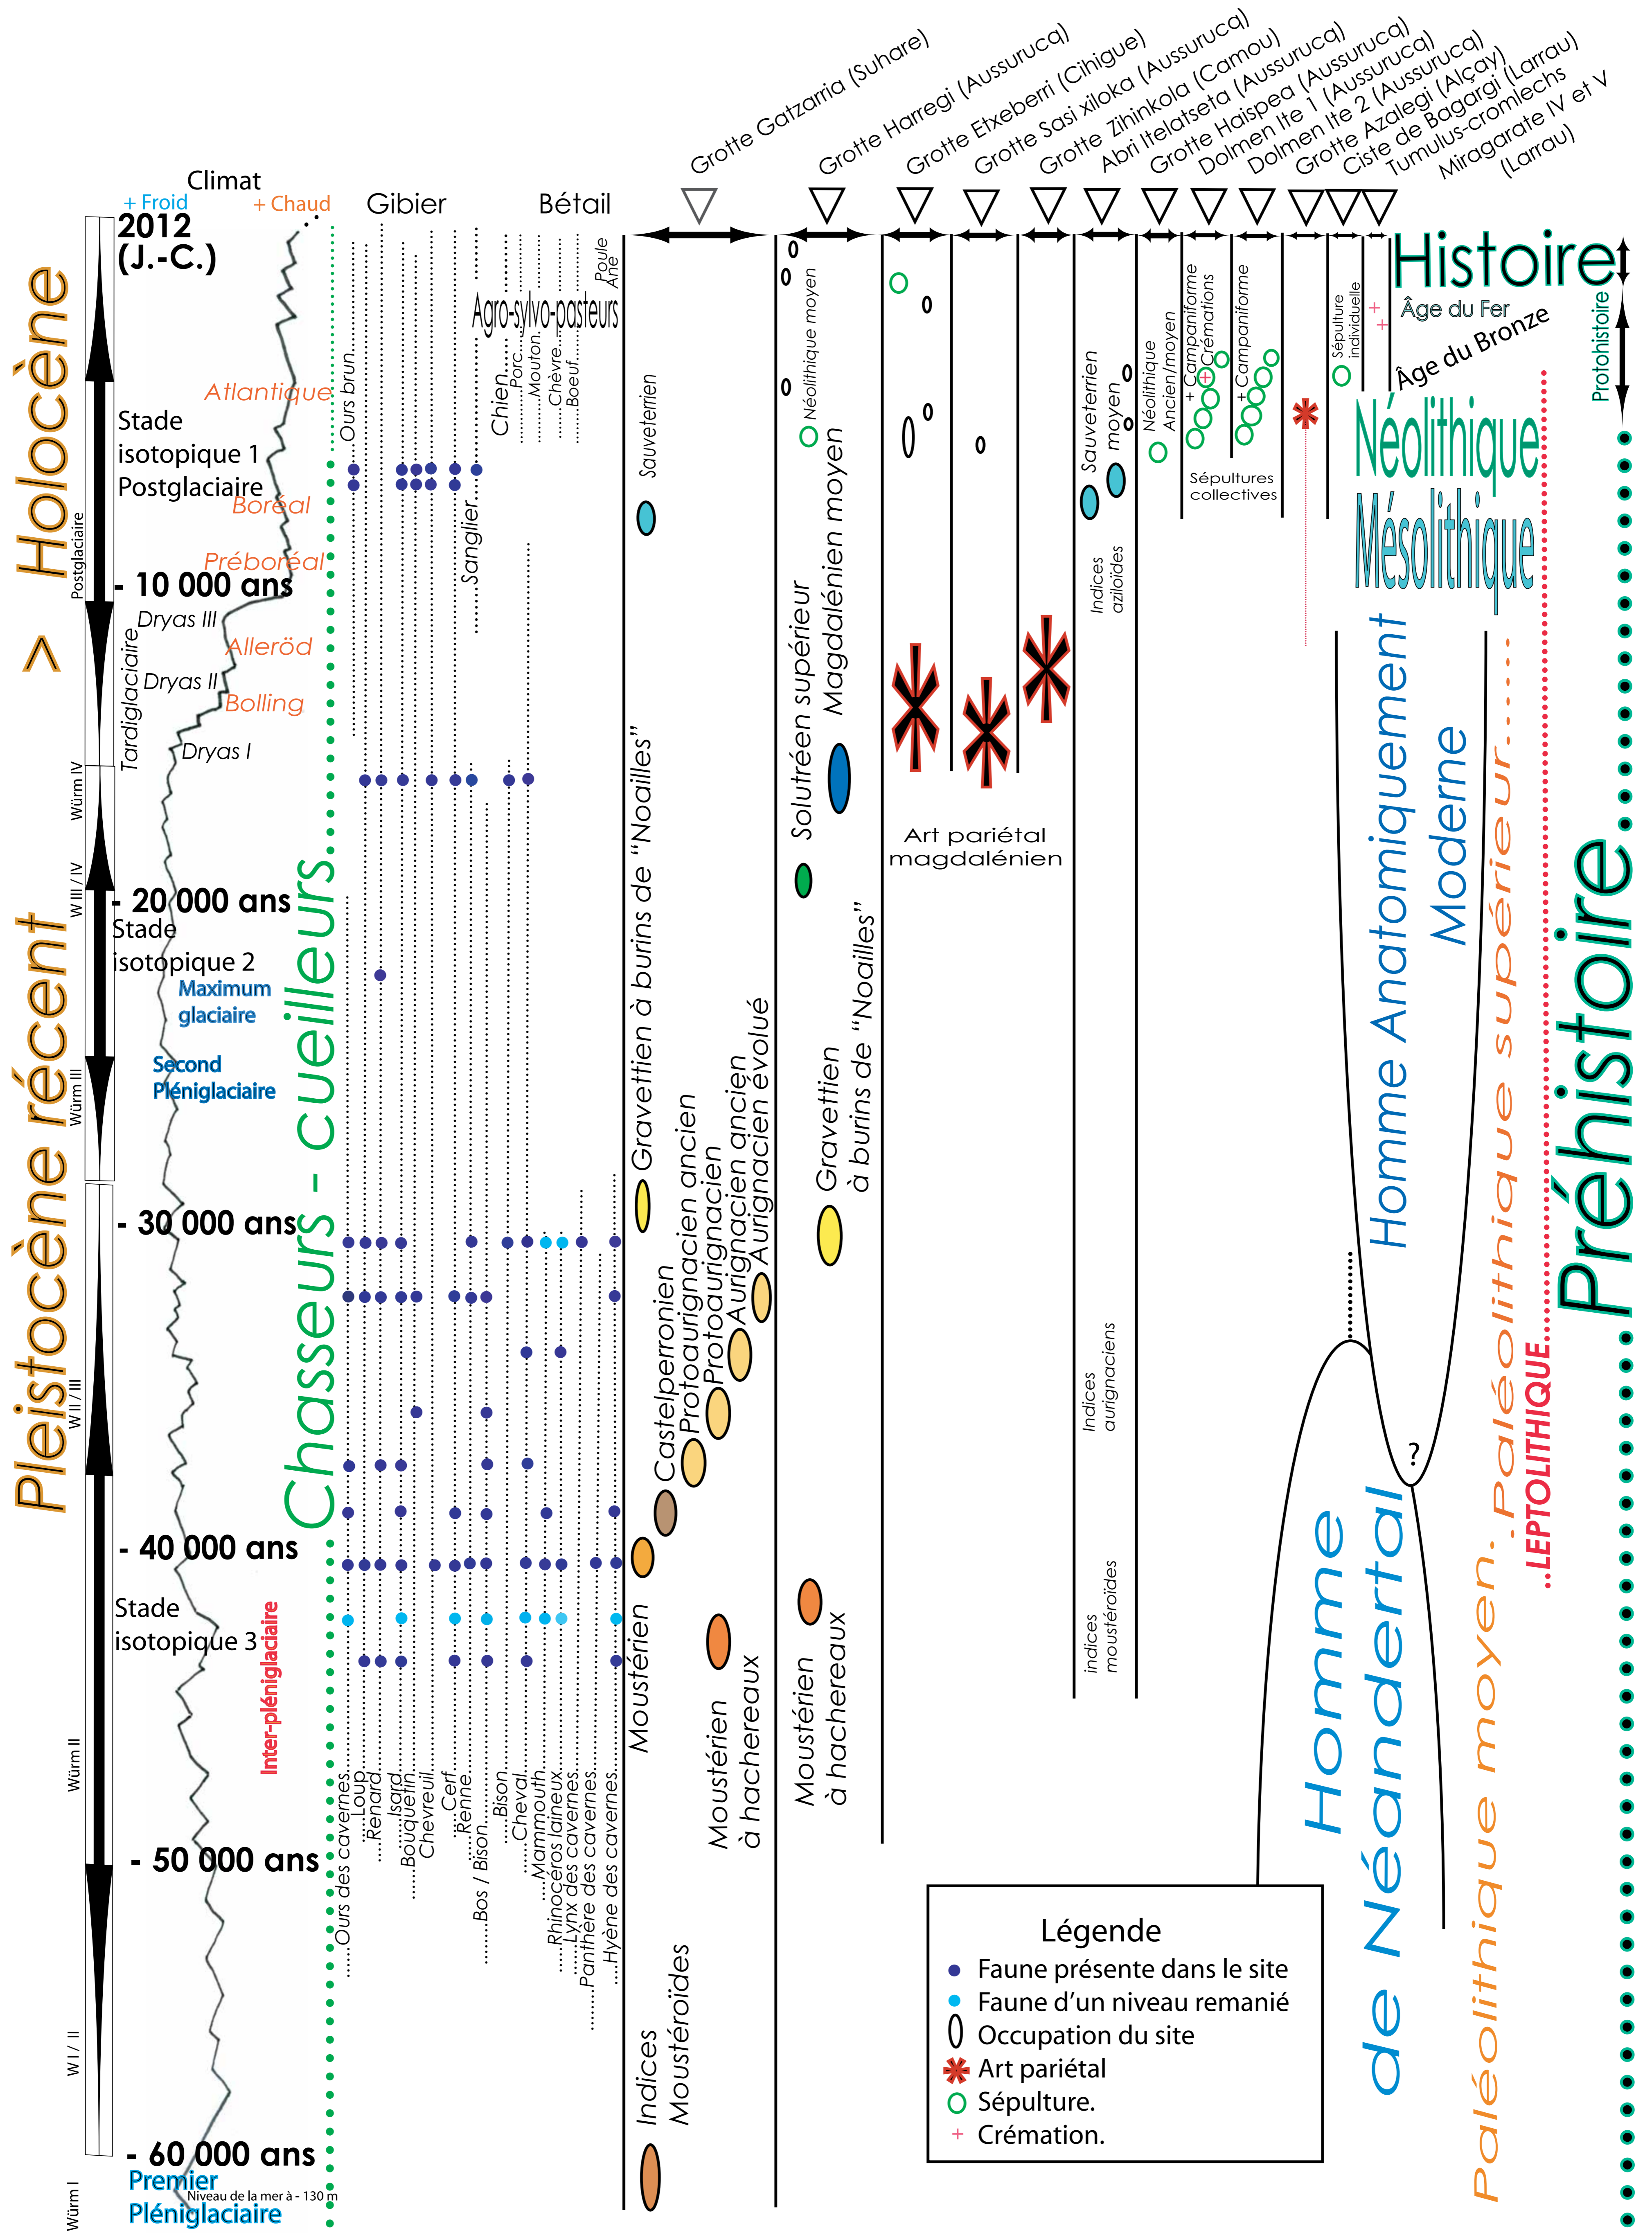 Grotte Gatzarria (Suhare)
Grotte Harregi (Aussurucq)
Grotte Etxeberri (Cihigue)
Grotte Sasi xiloka (Aussurucq)
Grotte Zihinkola (Camou)
Abri Itelatseta (Aussurucq)
Grotte Haispea (Aussurucq)
Dolmen Ite 1 (Aussurucq)
Dolmen Ite 2 (Aussurucq)
Grotte Azalegi (Alçay)
Ciste de Bagargi (Larrau)
Tumulus-cromlechs
Miragarate IV et V
(Larrau)
Climat
+ Froid
+ Chaud
Gibier
Bétail
2012
(J.-C.)
Holocène
>
Pleistocène récent
Postglaciaire
Tardiglaciaire
Würm IV
W III / IV
Würm III
W II / III
Würm II
W I / II
Würm I
Atlantique
Stade
isotopique 1
Postglaciaire
Boréal
Préboréal
- 10 000 ans
Dryas III
Alleröd
Dryas II
Bolling
Dryas I
- 20 000 ans
Stade
isotopique 2
Maximum
glaciaire
Second
Pléniglaciaire
- 30 000 ans
- 40 000 ans
Stade
isotopique 3
Inter-pléniglaciaire
- 50 000 ans
- 60 000 ans
Premier
Pléniglaciaire
Niveau de la mer à - 130 m
Chasseurs - cueilleurs
Agro-sylvo-pasteurs
Poule
Ane
Ours brun
Chien
Porc
Mouton
Chèvre
Boeuf
Sanglier
Ours des cavernes
Loup
Renard
Isard
Bouquetin
Chevreuil
Cerf
Renne
Bos / Bison
Bison
Cheval
Mammouth
Rhinocéros laineux
Lynx des cavernes
Panthère des cavernes
Hyène des cavernes
Sauveterrien
Gravettien à burins de “Noailles”
Aurignacien évolué
Aurignacien ancien
Protoaurignacien
Protoaurignacien ancien
Castelperronien
Moustérien
Moustérien
à hachereaux
Indices
Moustéroïdes
Néolithique moyen
Magdalénien moyen
Solutréen supérieur
Gravettien
à burins de “Noailles”
Moustérien
à hachereaux
Art pariétal
magdalénien
Sauveterrien
moyen
Indices
aziloïdes
Indices
aurignaciens
indices
moustéroïdes
Néolithique
Ancien/moyen
+ Campaniforme
+ Crémations
+ Campaniforme
Sépultures
collectives
Sépulture
individuelle
Histoire
Âge du Fer
Âge du Bronze
Protohistoire
Néolithique
Mésolithique
Homme Anatomiquement
Moderne
?
Homme
de Néandertal
Paléolithique supérieur......
Paléolithique moyen.
...LEPTOLITHIQUE
Préhistoire
Légende
Faune présente dans le site
Faune d’un niveau remanié
Occupation du site
Art pariétal
Sépulture.
+ Crémation.